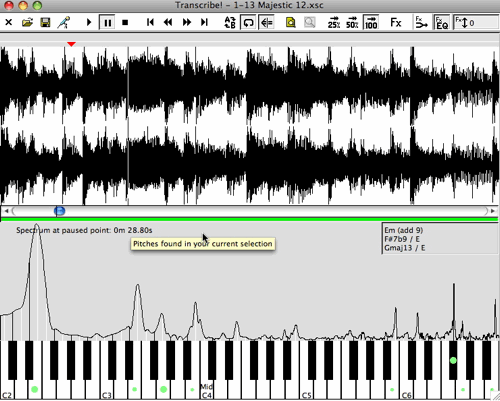 Transcribe! - 1-13 Majestic 12.xsc
A
B
25% 50% 100 Fx Fx EQ Fx 0
Spectrum at paused point: 0m 28.80s
Em (add 9)
F#7b9 / E
Gmaj13 / E
Pitches found in your current selection
Mid
C2 C3 C4 C5 C6